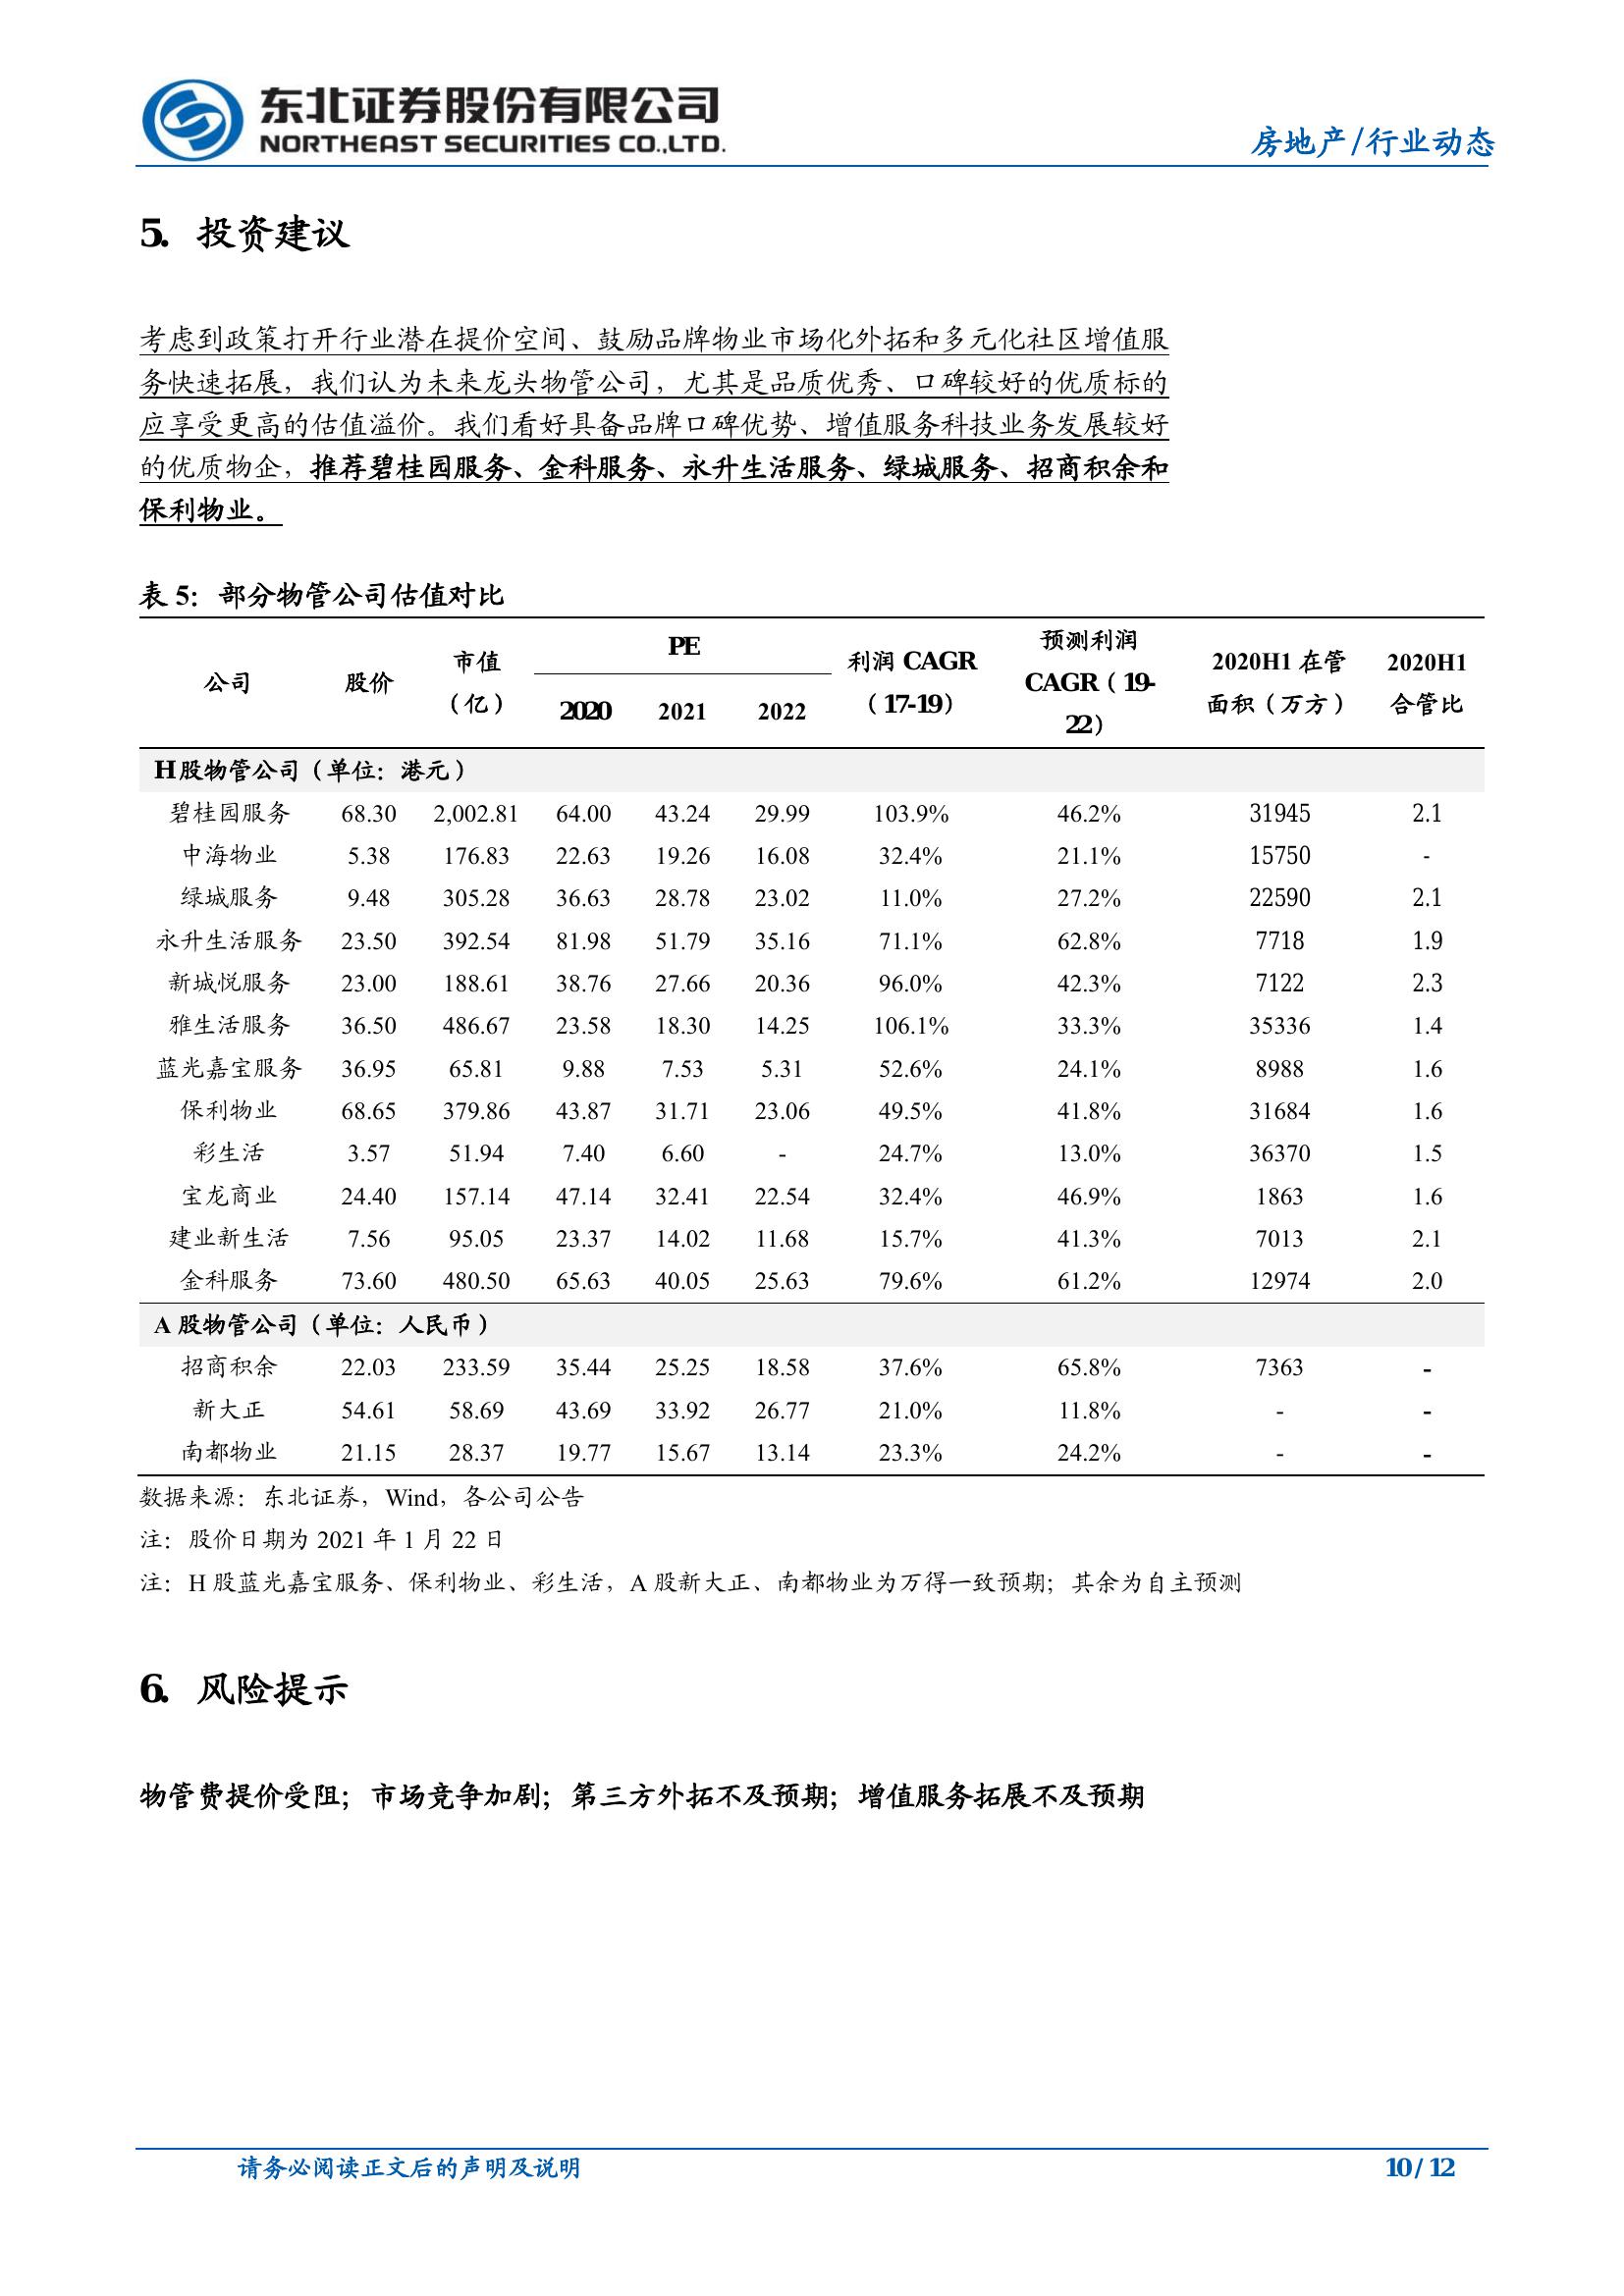 东北证券股份有限公司
NORTHEAST SECURITIES CO.,LTD.
房地产/行业动态
5. 投资建议
考虑到政策打开行业潜在提价空间、鼓励品牌物业市场化外拓和多元化社区增值服
务快速拓展，我们认为未来龙头物管公司，尤其是品质优秀、口碑较好的优质标的
应享受更高的估值溢价。我们看好具备品牌口碑优势、增值服务科技业务发展较好
的优质物企，推荐碧桂园服务、金科服务、永升生活服务、绿城服务、招商积余和
保利物业。
表 5：部分物管公司估值对比
公司 股价 市值（亿） PE 2020 2021 2022 利润 CAGR（17-19） 预测利润 CAGR（19-22） 2020H1 在管面积（万方） 2020H1 合管比
H 股物管公司（单位：港元）
碧桂园服务 68.30 2,002.81 64.00 43.24 29.99 103.9% 46.2% 31945 2.1
中海物业 5.38 176.83 22.63 19.26 16.08 32.4% 21.1% 15750 -
绿城服务 9.48 305.28 36.63 28.78 23.02 11.0% 27.2% 22590 2.1
永升生活服务 23.50 392.54 81.98 51.79 35.16 71.1% 62.8% 7718 1.9
新城悦服务 23.00 188.61 38.76 27.66 20.36 96.0% 42.3% 7122 2.3
雅生活服务 36.50 486.67 23.58 18.30 14.25 106.1% 33.3% 35336 1.4
蓝光嘉宝服务 36.95 65.81 9.88 7.53 5.31 52.6% 24.1% 8988 1.6
保利物业 68.65 379.86 43.87 31.71 23.06 49.5% 41.8% 31684 1.6
彩生活 3.57 51.94 7.40 6.60 - 24.7% 13.0% 36370 1.5
宝龙商业 24.40 157.14 47.14 32.41 22.54 32.4% 46.9% 1863 1.6
建业新生活 7.56 95.05 23.37 14.02 11.68 15.7% 41.3% 7013 2.1
金科服务 73.60 480.50 65.63 40.05 25.63 79.6% 61.2% 12974 2.0
A 股物管公司（单位：人民币）
招商积余 22.03 233.59 35.44 25.25 18.58 37.6% 65.8% 7363 -
新大正 54.61 58.69 43.69 33.92 26.77 21.0% 11.8% - -
南都物业 21.15 28.37 19.77 15.67 13.14 23.3% 24.2% - -
数据来源：东北证券，Wind，各公司公告
注：股价日期为 2021 年 1 月 22 日
注：H 股蓝光嘉宝服务、保利物业、彩生活，A 股新大正、南都物业为万得一致预期；其余为自主预测
6. 风险提示
物管费提价受阻；市场竞争加剧；第三方外拓不及预期；增值服务拓展不及预期
请务必阅读正文后的声明及说明
10 / 12